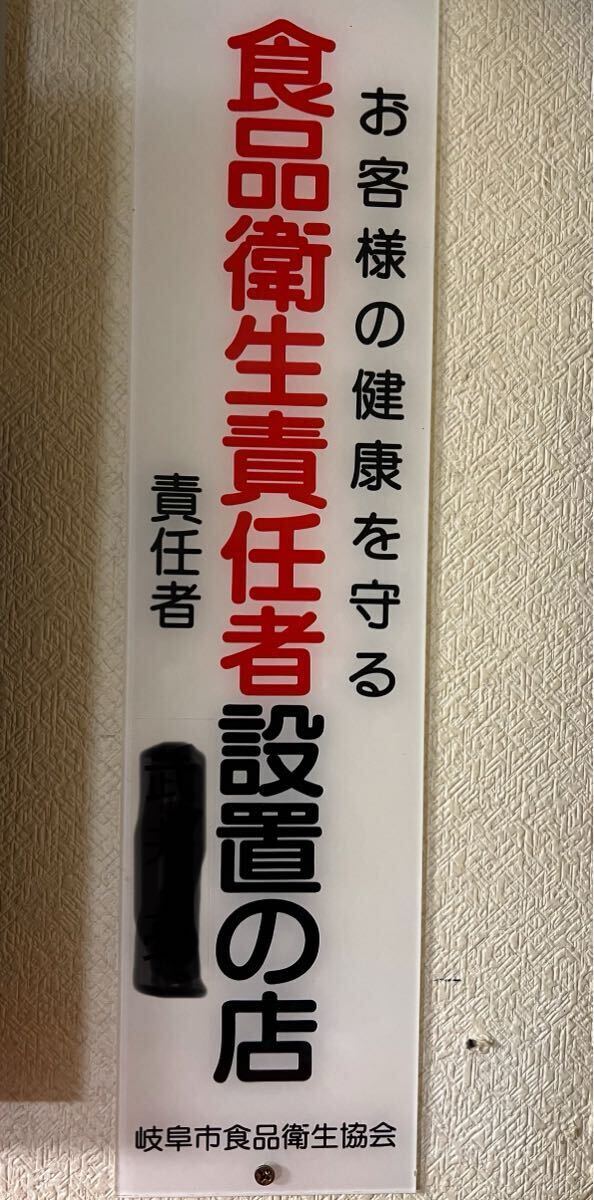 お客様の健康を守る
食品衛生責任者設置の店
責任者
岐阜市食品衛生協会